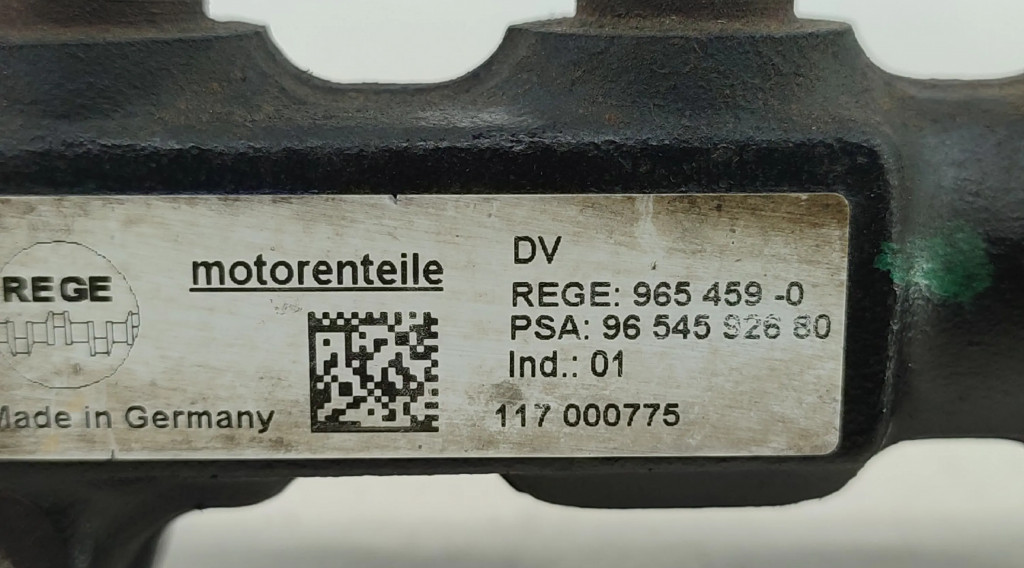 REGE
motorenteile
Made in Germany
DV
REGE: 965 459 -0
PSA: 96 545 926 80
Ind.: 01
117 000775